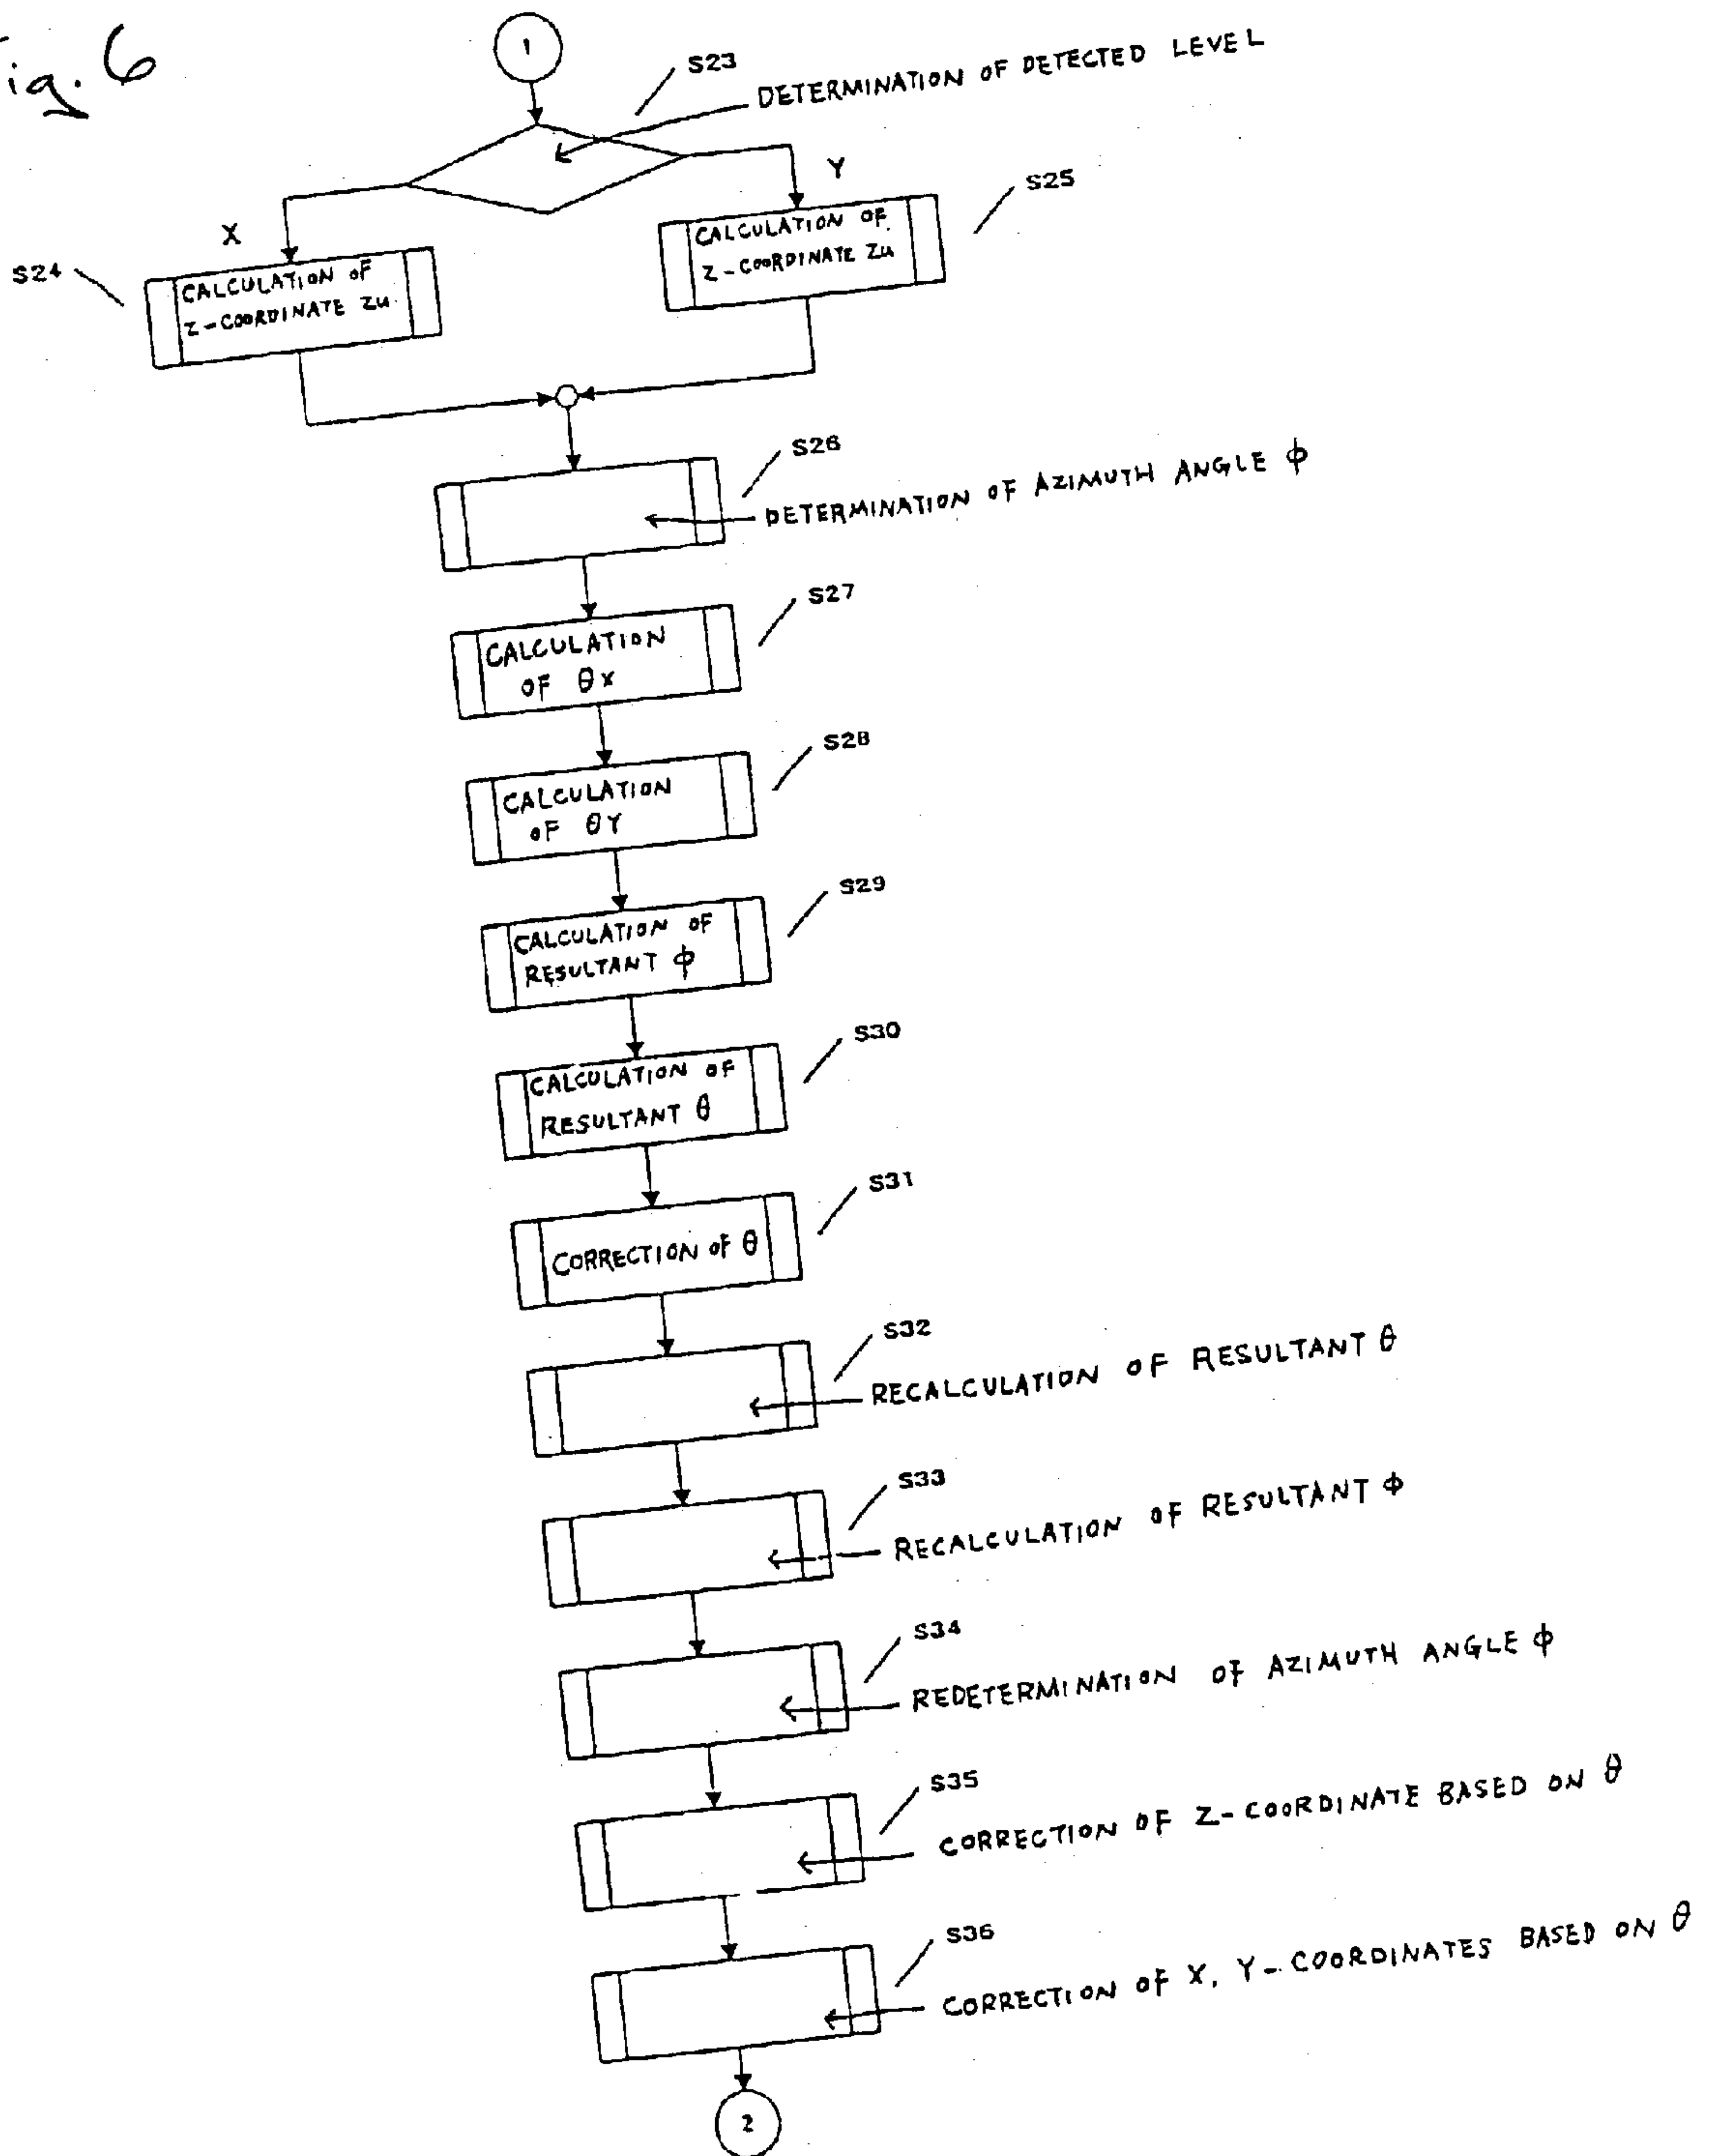 Fig. 6
1
S23
DETERMINATION OF DETECTED LEVEL
X
Y
S24
CALCULATION OF
Z-COORDINATE Zu
S25
CALCULATION OF
Z-COORDINATE Zu
S26
DETERMINATION OF AZIMUTH ANGLE ϕ
S27
CALCULATION
OF θX
S28
CALCULATION
OF θY
S29
CALCULATION OF
RESULTANT ϕ
S30
CALCULATION OF
RESULTANT θ
S31
CORRECTION OF θ
S32
RECALCULATION OF RESULTANT θ
S33
RECALCULATION OF RESULTANT ϕ
S34
REDETERMINATION OF AZIMUTH ANGLE ϕ
S35
CORRECTION OF Z-COORDINATE BASED ON θ
S36
CORRECTION OF X, Y-COORDINATES BASED ON θ
2